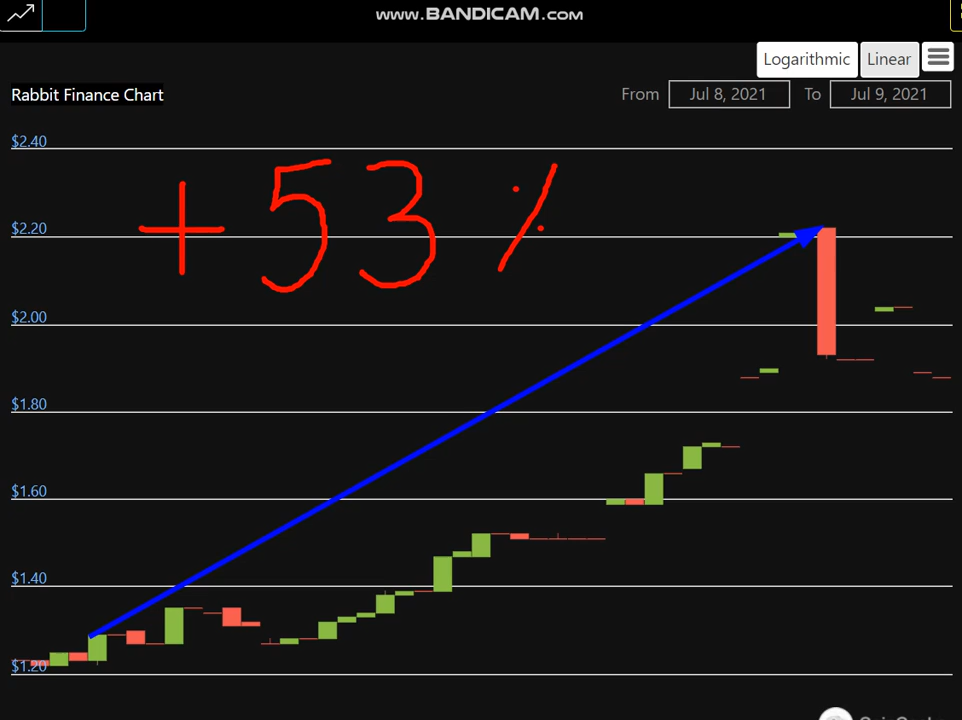 www.BANDICAM.com
Logarithmic Linear
Rabbit Finance Chart
From Jul 8, 2021 To Jul 9, 2021
$2.40
+53%
$2.20
$2.00
$1.80
$1.60
$1.40
$1.20